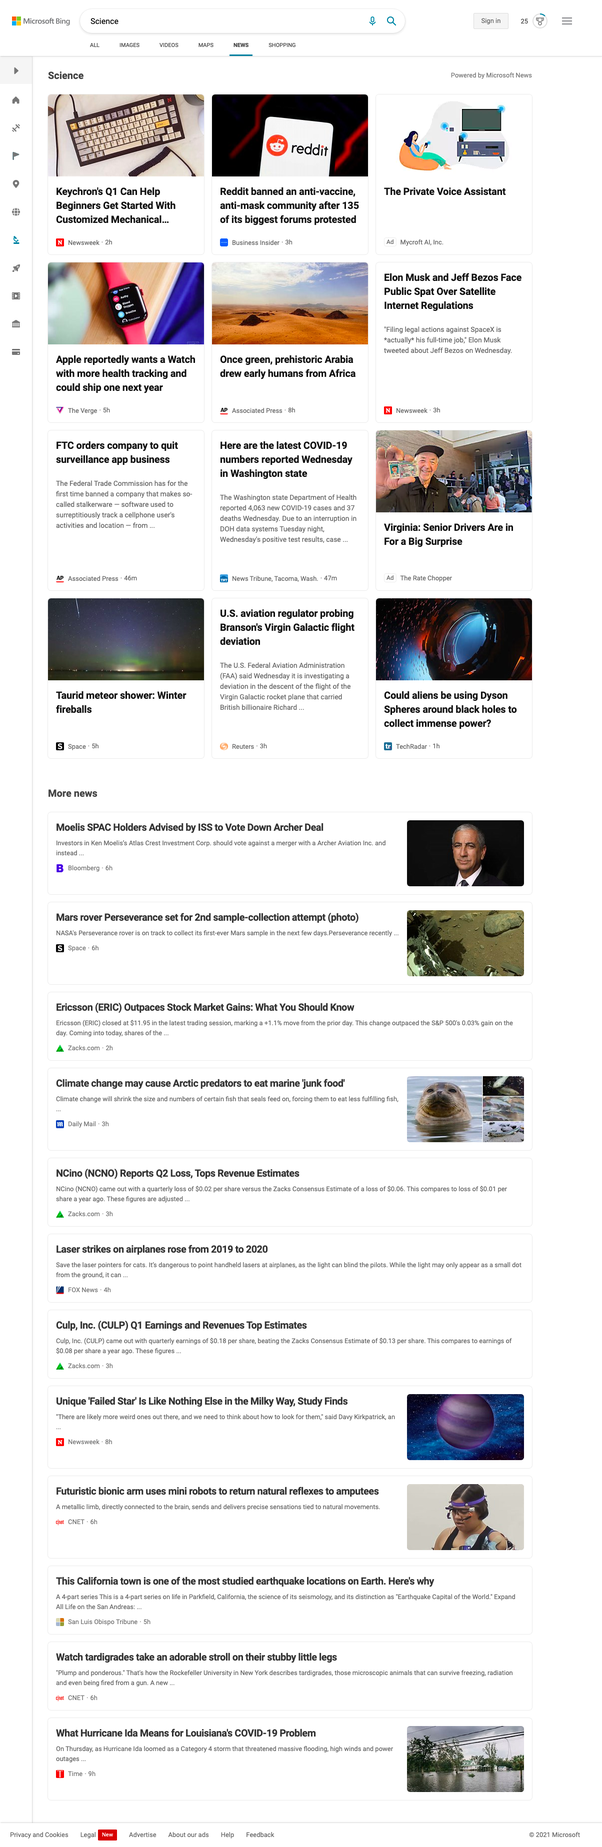 Microsoft Bing
Science
Sign in
25
ALL
IMAGES
VIDEOS
MAPS
NEWS
SHOPPING
Science
Powered by Microsoft News
Keychron's Q1 Can Help
Beginners Get Started With
Customized Mechanical...
Newsweek · 2h
reddit
Reddit banned an anti-vaccine,
anti-mask community after 135
of its biggest forums protested
Business Insider · 3h
The Private Voice Assistant
Ad Mycroft AI, Inc.
Apple reportedly wants a Watch
with more health tracking and
could ship one next year
The Verge · 5h
Once green, prehistoric Arabia
drew early humans from Africa
AP Associated Press · 8h
Elon Musk and Jeff Bezos Face
Public Spat Over Satellite
Internet Regulations
"Filing legal actions against SpaceX is
*actually* his full-time job," Elon Musk
tweeted about Jeff Bezos on Wednesday.
Newsweek · 3h
FTC orders company to quit
surveillance app business
The Federal Trade Commission has for the
first time banned a company that makes so-
called stalkerware — software used to
surreptitiously track a cellphone user's
activities and location — from ...
AP Associated Press · 46m
Here are the latest COVID-19
numbers reported Wednesday
in Washington state
The Washington state Department of Health
reported 4,063 new COVID-19 cases and 37
deaths Wednesday. Due to an interruption in
DOH data systems Tuesday night,
Wednesday's positive test results, case ...
News Tribune, Tacoma, Wash. · 47m
Virginia: Senior Drivers Are in
For a Big Surprise
Ad The Rate Chopper
Taurid meteor shower: Winter
fireballs
S Space · 5h
U.S. aviation regulator probing
Branson's Virgin Galactic flight
deviation
The U.S. Federal Aviation Administration
(FAA) said Wednesday it is investigating a
deviation in the descent of the flight of the
Virgin Galactic rocket plane that carried
British billionaire Richard ...
Reuters · 3h
Could aliens be using Dyson
Spheres around black holes to
collect immense power?
tr TechRadar · 1h
More news
Moelis SPAC Holders Advised by ISS to Vote Down Archer Deal
Investors in Ken Moelis's Atlas Crest Investment Corp. should vote against a merger with a Archer Aviation Inc. and
instead ...
B Bloomberg · 6h
Mars rover Perseverance set for 2nd sample-collection attempt (photo)
NASA's Perseverance rover is on track to collect its first-ever Mars sample in the next few days.Perseverance recently ...
S Space · 6h
Ericsson (ERIC) Outpaces Stock Market Gains: What You Should Know
Ericsson (ERIC) closed at $11.95 in the latest trading session, marking a +1.1% move from the prior day. This change outpaced the S&P 500's 0.03% gain on the
day. Coming into today, shares of the ...
Zacks.com · 2h
Climate change may cause Arctic predators to eat marine 'junk food'
Climate change will shrink the size and numbers of certain fish that seals feed on, forcing them to eat less fulfilling fish,
...
Daily Mail · 3h
NCino (NCNO) Reports Q2 Loss, Tops Revenue Estimates
NCino (NCNO) came out with a quarterly loss of $0.02 per share versus the Zacks Consensus Estimate of a loss of $0.06. This compares to loss of $0.01 per
share a year ago. These figures are adjusted ...
Zacks.com · 3h
Laser strikes on airplanes rose from 2019 to 2020
Save the laser pointers for cats. It's dangerous to point handheld lasers at airplanes, as the light can blind the pilots. While the light may only appear as a small dot
from the ground, it can ...
FOX News · 4h
Culp, Inc. (CULP) Q1 Earnings and Revenues Top Estimates
Culp, Inc. (CULP) came out with quarterly earnings of $0.18 per share, beating the Zacks Consensus Estimate of $0.13 per share. This compares to earnings of
$0.08 per share a year ago. These figures ...
Zacks.com · 3h
Unique 'Failed Star' Is Like Nothing Else in the Milky Way, Study Finds
"There are likely more weird ones out there, and we need to think about how to look for them," said Davy Kirkpatrick, an
...
Newsweek · 8h
Futuristic bionic arm uses mini robots to return natural reflexes to amputees
A metallic limb, directly connected to the brain, sends and delivers precise sensations tied to natural movements.
CNET · 6h
This California town is one of the most studied earthquake locations on Earth. Here's why
A 4-part series This is a 4-part series on life in Parkfield, California, the science of its seismology, and its distinction as "Earthquake Capital of the World." Expand
All Life on the San Andreas: ...
San Luis Obispo Tribune · 5h
Watch tardigrades take an adorable stroll on their stubby little legs
"Plump and ponderous." That's how the Rockefeller University in New York describes tardigrades, those microscopic animals that can survive freezing, radiation
and even being fired from a gun. A new ...
CNET · 6h
What Hurricane Ida Means for Louisiana's COVID-19 Problem
On Thursday, as Hurricane Ida loomed as a Category 4 storm that threatened massive flooding, high winds and power
outages ...
Time · 9h
Privacy and Cookies
Legal
New
Advertise
About our ads
Help
Feedback
© 2021 Microsoft